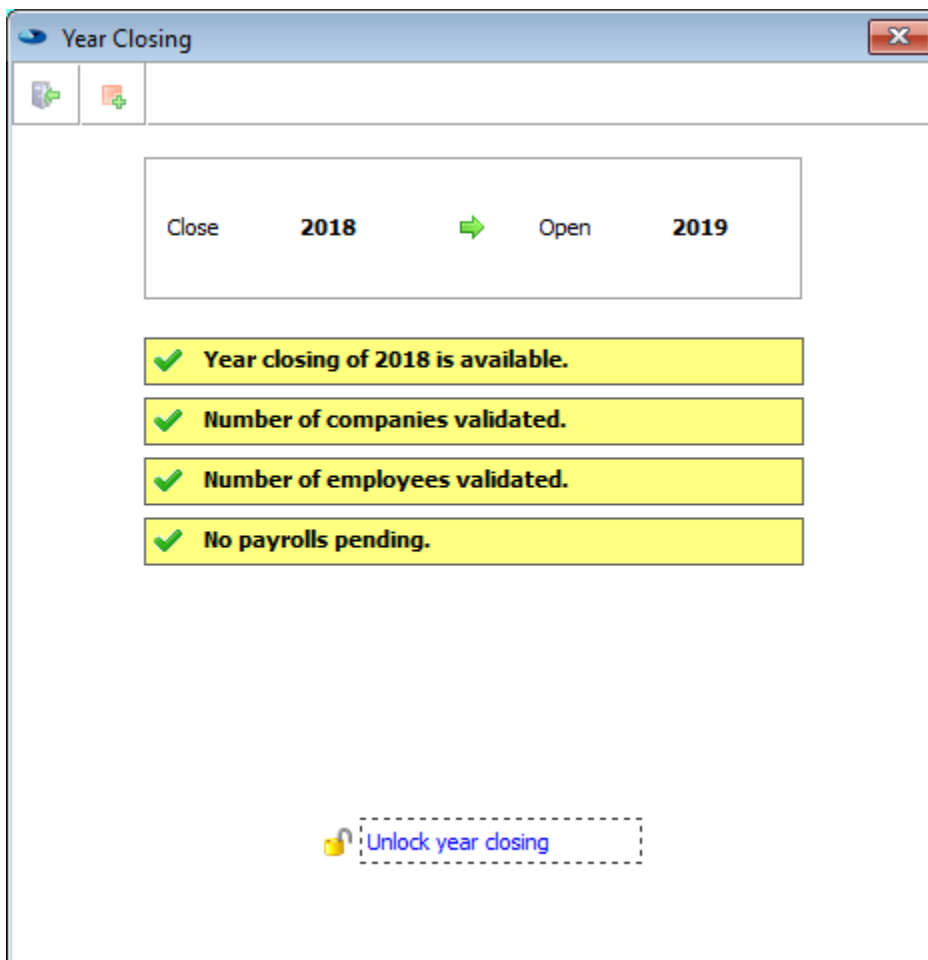 Year Closing
Close 2018 Open 2019
Year closing of 2018 is available.
Number of companies validated.
Number of employees validated.
No payrolls pending.
Unlock year closing